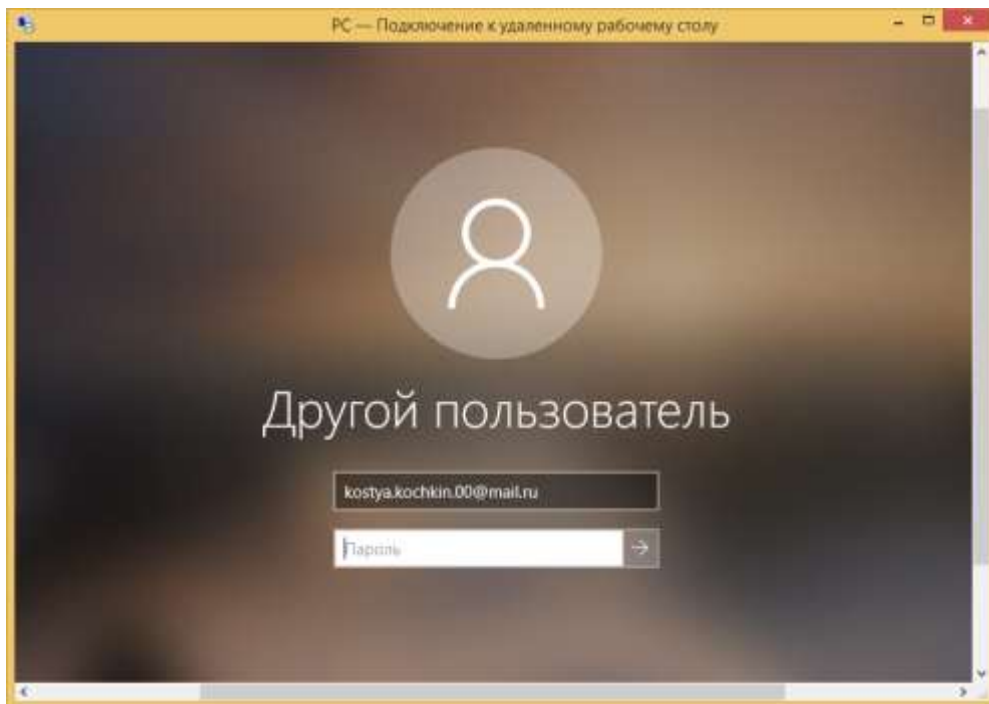 PC — Подключение к удаленному рабочему столу
Другой пользователь
kostya.kochkin.00@mail.ru
Пароль